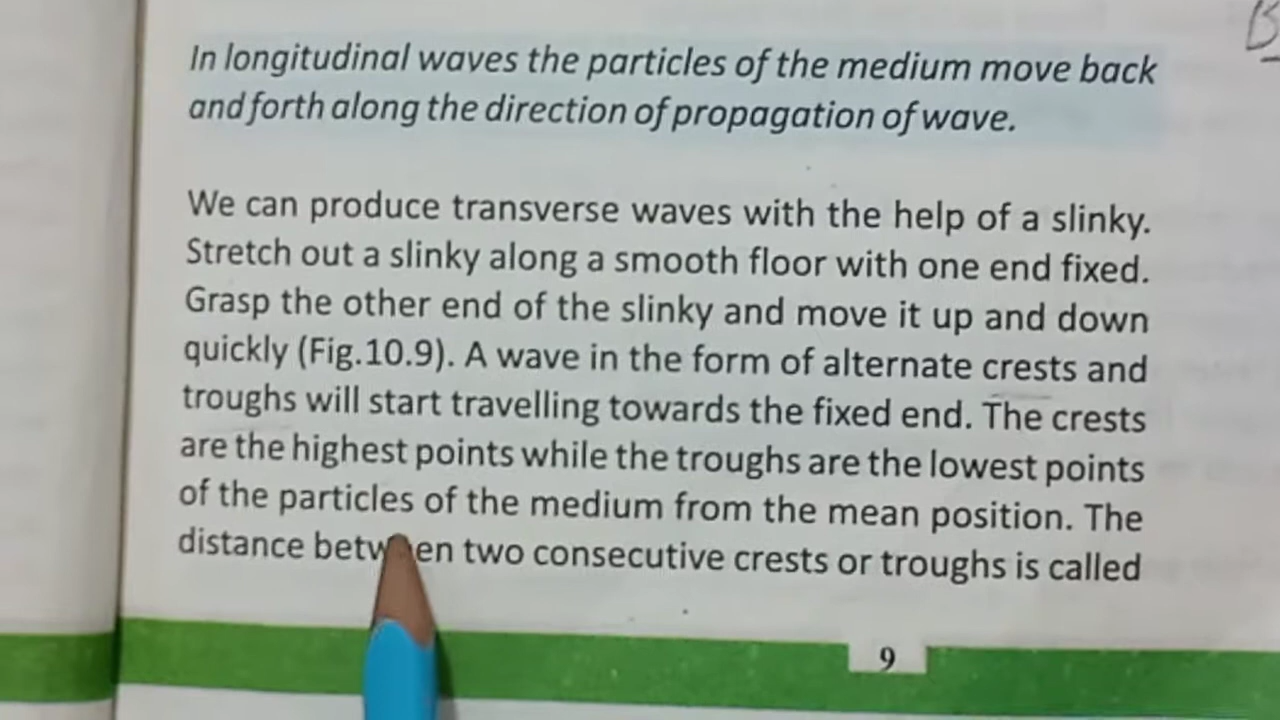 In longitudinal waves the particles of the medium move back
and forth along the direction of propagation of wave.
We can produce transverse waves with the help of a slinky.
Stretch out a slinky along a smooth floor with one end fixed.
Grasp the other end of the slinky and move it up and down
quickly (Fig.10.9). A wave in the form of alternate crests and
troughs will start travelling towards the fixed end. The crests
are the highest points while the troughs are the lowest points
of the particles of the medium from the mean position. The
distance between two consecutive crests or troughs is called
9